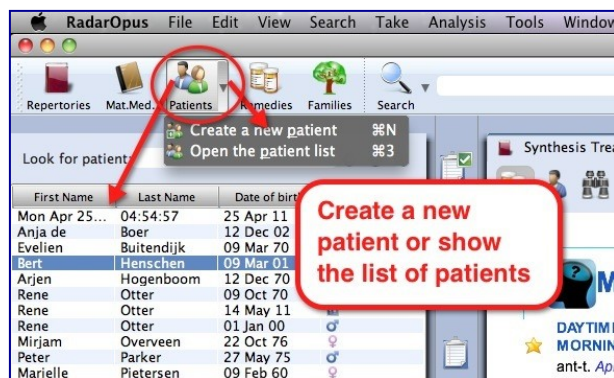 RadarOpus File Edit View Search Take Analysis Tools Window
Repertories Mat.Med... Patients Remedies Families Search
Create a new patient ⌘N
Open the patient list ⌘3
Look for patient:
Synthesis Trea
First Name Last Name Date of birt
Mon Apr 25... 04:54:57 25 Apr 11
Anja de Boer 12 Dec 02
Evelien Buitendijk 09 Mar 70
Bert Henschen 09 Mar 01
Arjen Hogenboom 12 Dec 70
Rene Otter 09 Oct 70
Rene Otter 14 May 11
Rene Otter 01 Jan 00
Mirjam Overveen 22 Oct 76
Peter Parker 27 May 75
Marielle Pietersen 09 Feb 60
Create a new
patient or show
the list of patients
M
DAYTIM
MORNIN
ant-t. Ap